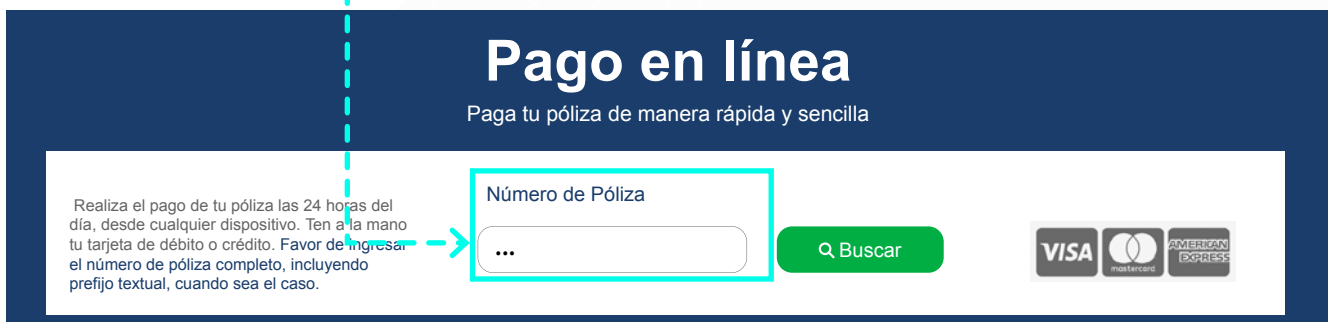 Pago en línea
Paga tu póliza de manera rápida y sencilla
Realiza el pago de tu póliza las 24 horas del
día, desde cualquier dispositivo. Ten a la mano
tu tarjeta de débito o crédito. Favor de ingresar
el número de póliza completo, incluyendo
prefijo textual, cuando sea el caso.
Número de Póliza
...
Buscar
VISA
mastercard
AMERICAN
EXPRESS